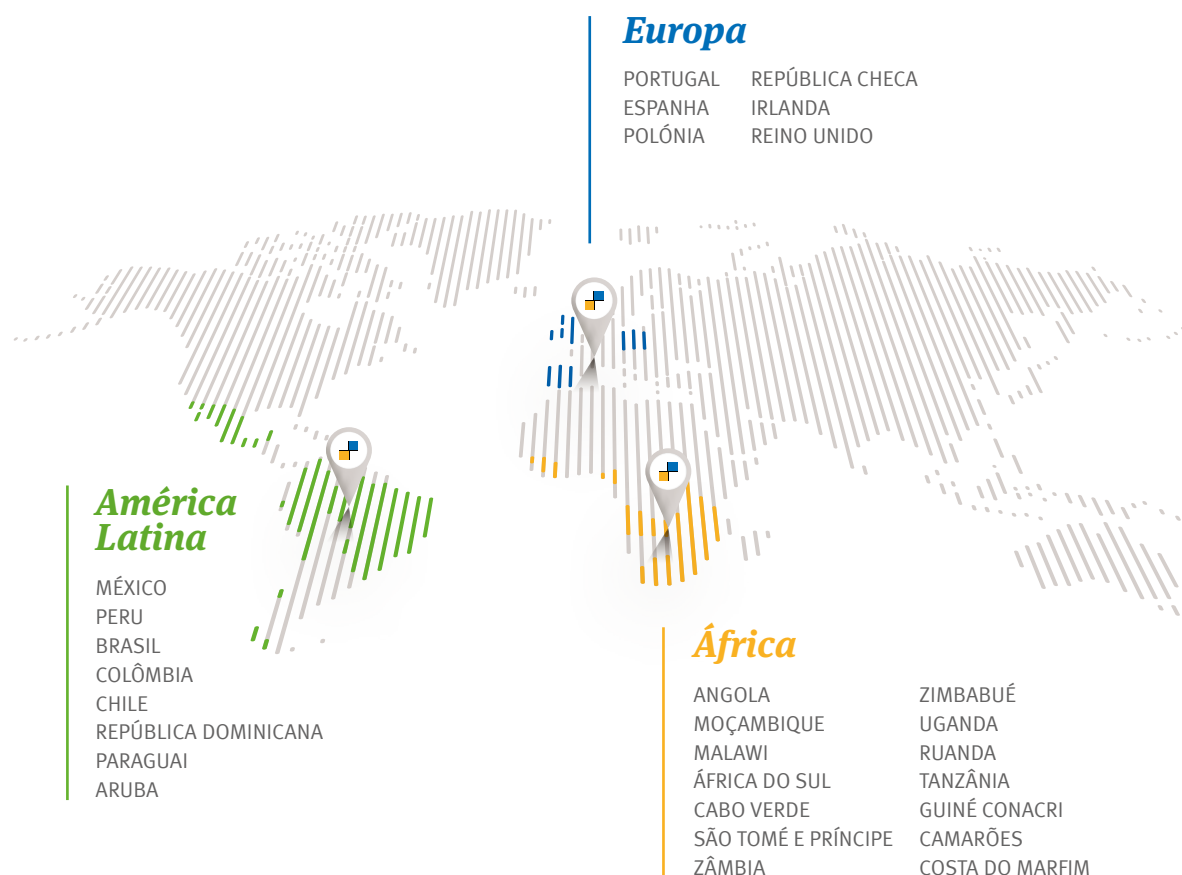 Europa
PORTUGAL
ESPANHA
POLÓNIA
REPÚBLICA CHECA
IRLANDA
REINO UNIDO
América
Latina
MÉXICO
PERU
BRASIL
COLÔMBIA
CHILE
REPÚBLICA DOMINICANA
PARAGUAI
ARUBA
África
ANGOLA
MOÇAMBIQUE
MALAWI
ÁFRICA DO SUL
CABO VERDE
SÃO TOMÉ E PRÍNCIPE
ZÂMBIA
ZIMBABUÉ
UGANDA
RUANDA
TANZÂNIA
GUINÉ CONACRI
CAMARÕES
COSTA DO MARFIM